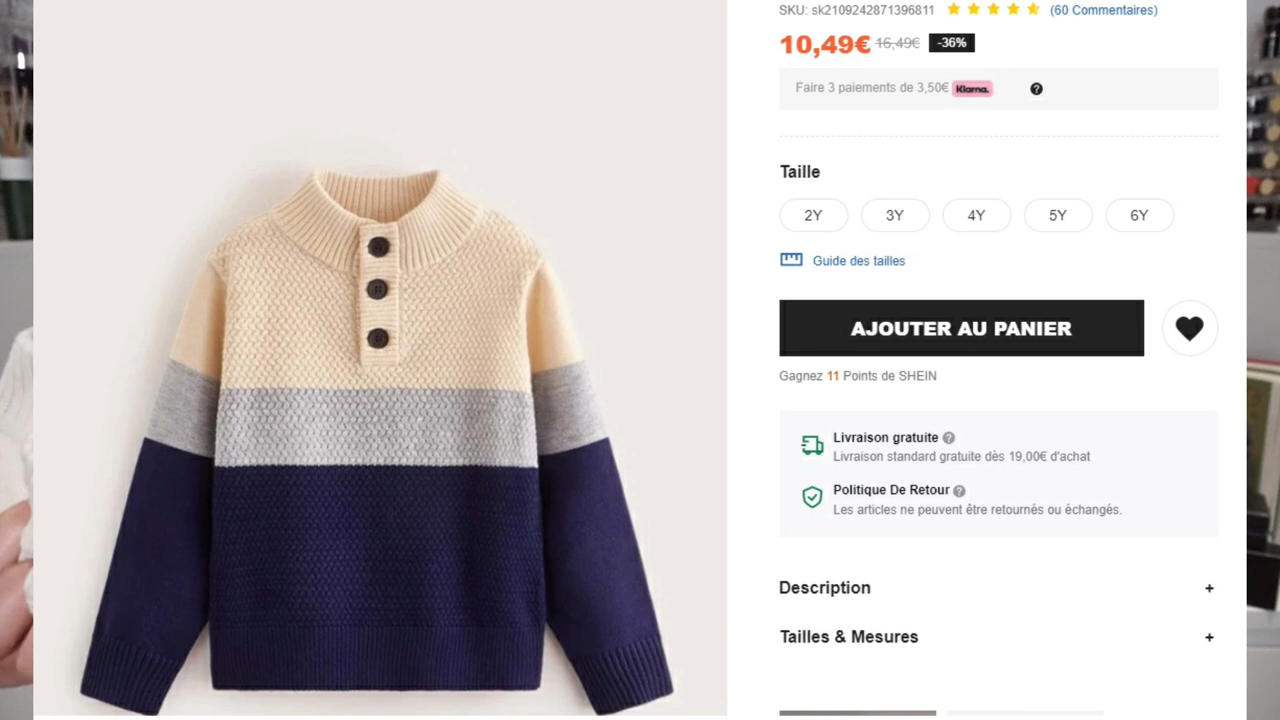 SKU: sk2109242871396811 (60 Commentaires)
10,49€ 16,49€ -36%
Faire 3 paiements de 3,50€ Klarna. ?
Taille
2Y 3Y 4Y 5Y 6Y
Guide des tailles
AJOUTER AU PANIER
Gagnez 11 Points de SHEIN
Livraison gratuite ?
Livraison standard gratuite dès 19,00€ d'achat
Politique De Retour ?
Les articles ne peuvent être retournés ou échangés.
Description +
Tailles & Mesures +